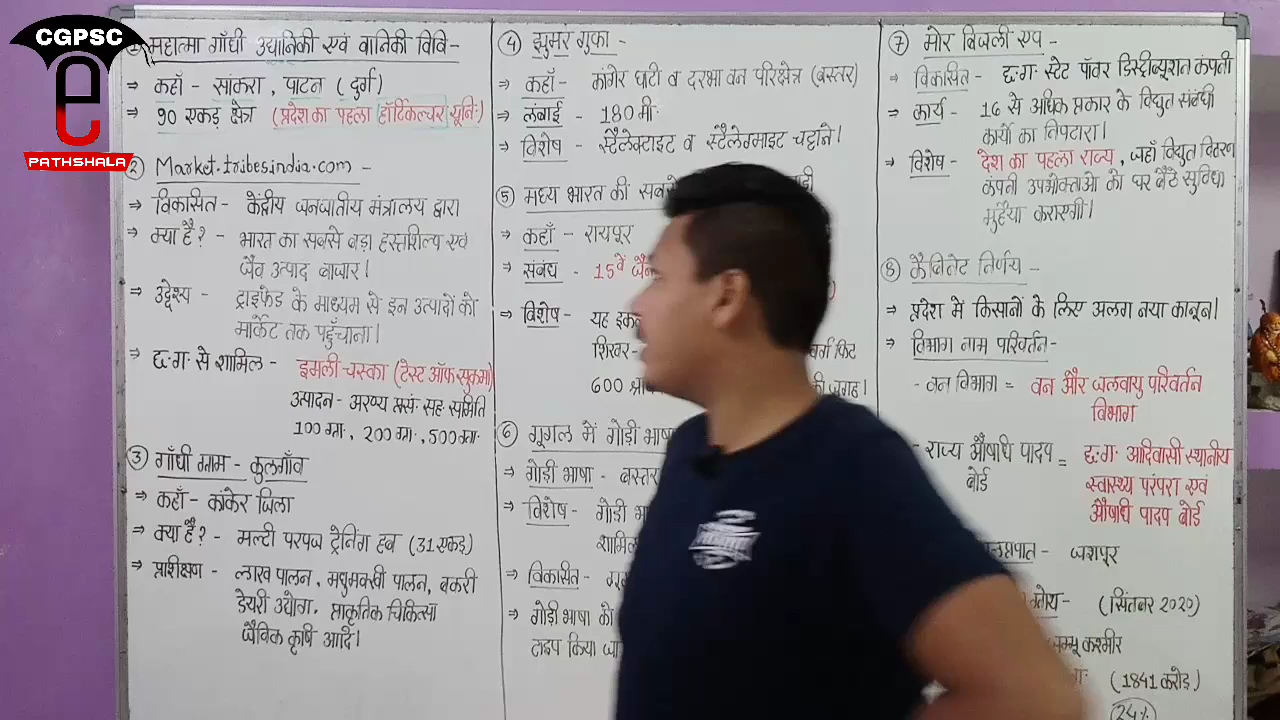 CGPSC
e
PATHSHALA
महात्मा गाँधी उद्यानिकी एवं वानिकी विवि -
⇒ कहाँ - सांकरा, पाटन (दुर्ग)
⇒ 90 एकड़ क्षेत्र (प्रदेश का पहला हॉर्टिकल्चर यूनि.)
② Market.tribesindia.com -
⇒ विकासित - केंद्रीय जनजातीय मंत्रालय द्वारा
⇒ क्या है? - भारत का सबसे बड़ा हस्तशिल्प एवं
जैव उत्पाद बाजार।
⇒ उद्देश्य - ट्राइफेड के माध्यम से इन उत्पादों को
मार्केट तक पहुँचाना।
⇒ छ.ग. से शामिल - इमली चस्का (टेस्ट ऑफ सुकमा)
उत्पादन - अरण्य प्रसं. सह. समिति
100 ग्रा., 200 ग्रा., 500 ग्रा.
③ गाँधी ग्राम - कुलगाँव
⇒ कहाँ - कांकेर जिला
⇒ क्या है? - मल्टी परपज ट्रेनिंग हब (31 एकड़)
⇒ प्राशीक्षण - लाख पालन, मधुमक्खी पालन, बकरी
डेयरी उद्योग, प्राकृतिक चिकित्सा
जैविक कृषि आदि।
④ झुमर गुफा -
⇒ कहाँ - कांगेर घाटी व दरभा वन परिक्षेत्र (बस्तर)
⇒ लंबाई - 180 मी.
⇒ विशेष - स्टैलेक्टाइट व स्टैलेग्माइट चट्टाने।
⑤ मध्य भारत की सबसे
⇒ कहाँ - रायपुर
⇒ संबंध - 15वें
⇒ विशेष - यह
शिखर -
600
⑥ गूगल में गोंड़ी भाषा
⇒ गोंड़ी भाषा - बस्तर
⇒ विशेष - गोंड़ी
शामिल
⇒ विकासित -
⇒ गोंड़ी भाषा को
टाइप किया
⑦ मोर बिजली एप -
⇒ विकासित - छ.ग. स्टेट पॉवर डिस्ट्रीब्यूशन कंपनी
⇒ कार्य - 16 से अधिक प्रकार के विद्युत संबंधी
कार्यो का निपटारा।
⇒ विशेष - देश का पहला राज्य, जहाँ विद्युत वितरण
कंपनी उपभोक्ताओ को घर बैठे सुविधा
मुहैया कराएगी।
⑧ कैबिनेट निर्णय -
⇒ प्रदेश में किसानों के लिए अलग नया कानून।
⇒ विभाग नाम परिवर्तन -
- वन विभाग = वन और जलवायु परिवर्तन
विभाग
- राज्य औषधि पादप = छ.ग. आदिवासी स्थानीय
बोर्ड स्वास्थ्य परंपरा एवं
औषधि पादप बोर्ड
जशपुर
(सितंबर 2020)
जम्मू कश्मीर
(1841 करोड़)
24%